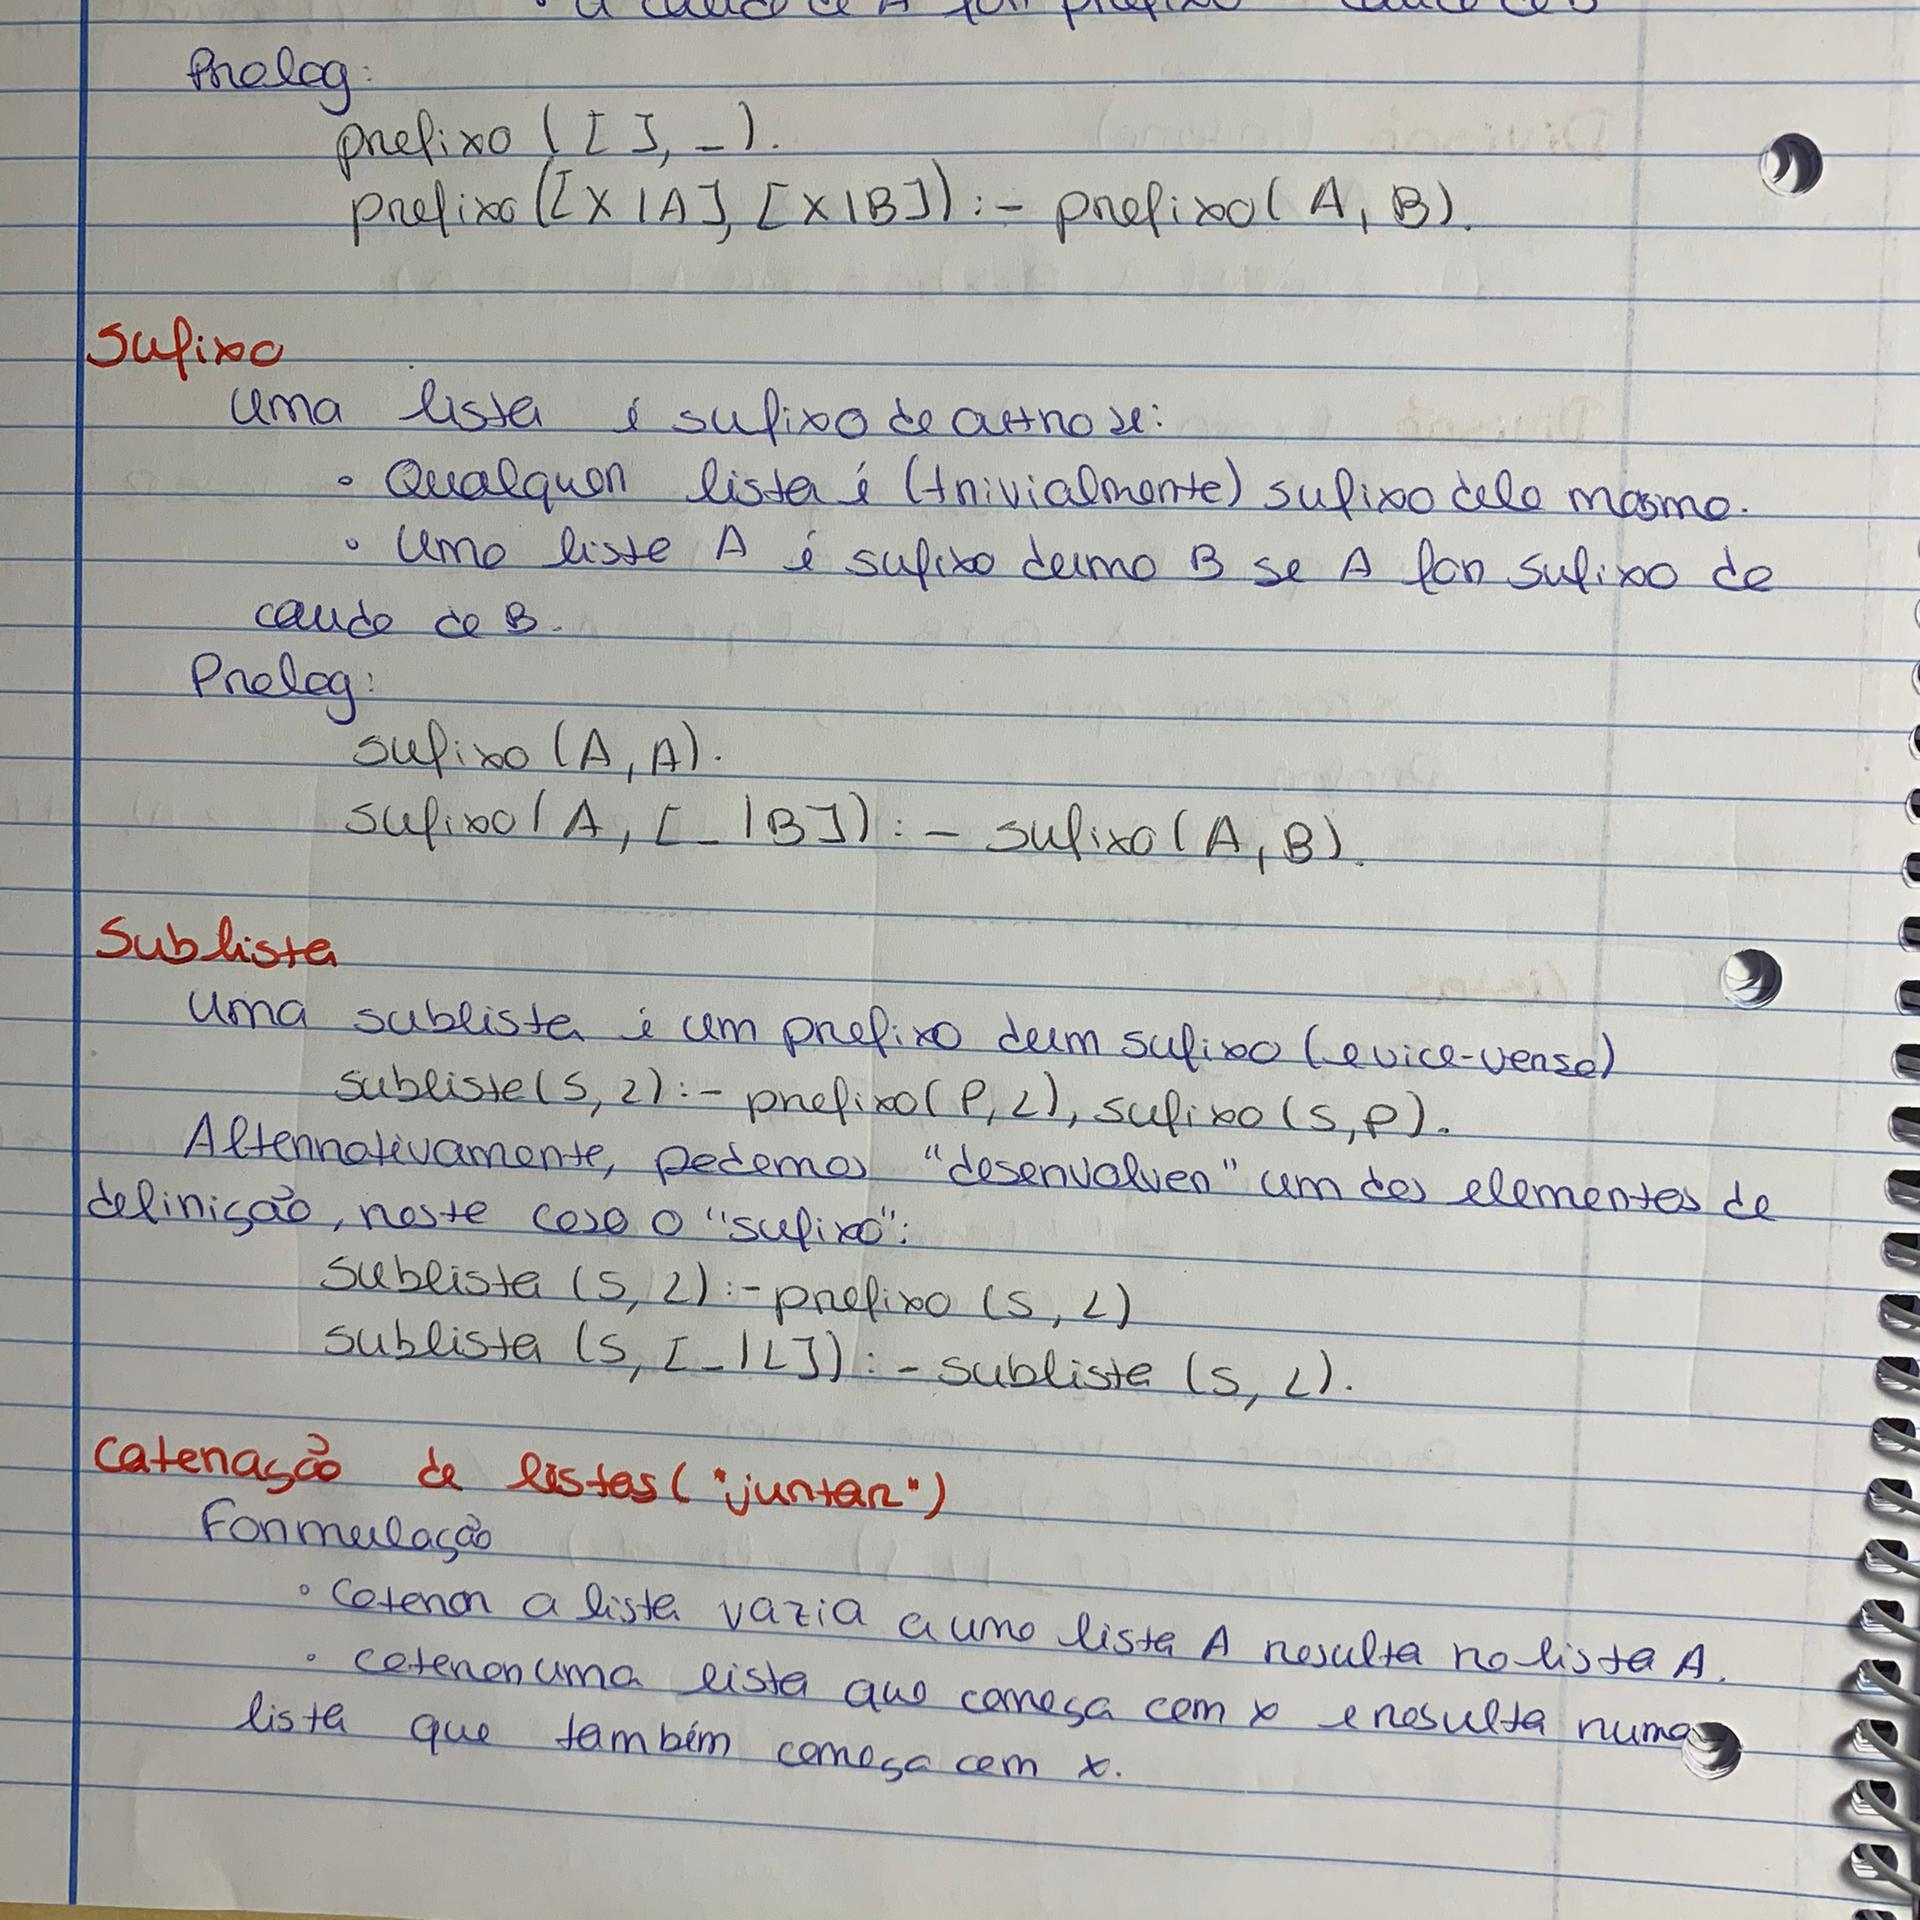 a cauda de A for prefixo cauda de B
Prolog:
prefixo ([ ], _).
prefixo ([X|A], [X|B]) :- prefixo(A, B).
Sufixo
Uma lista é sufixo de outro se:
• Qualquer lista é (trivialmente) sufixo dela mesma.
• Uma lista A é sufixo duma B se A for sufixo da
cauda de B.
Prolog:
sufixo (A, A).
sufixo(A, [_|B]) :- sufixo(A, B).
Sublista
Uma sublista é um prefixo dum sufixo (e vice-versa)
sublista(S, L) :- prefixo(P, L), sufixo(S, P).
Alternativamente, podemos "desenvolver" um dos elementos da
definição, neste caso o "sufixo":
sublista (S, L) :- prefixo (S, L)
sublista (S, [_|L]) :- sublista (S, L).
Catenação de listas ("juntar")
Formulação
• Catenar a lista vazia a uma lista A resulta na lista A.
• catenar uma lista que começa com x e resulta numa
lista que também começa com x.